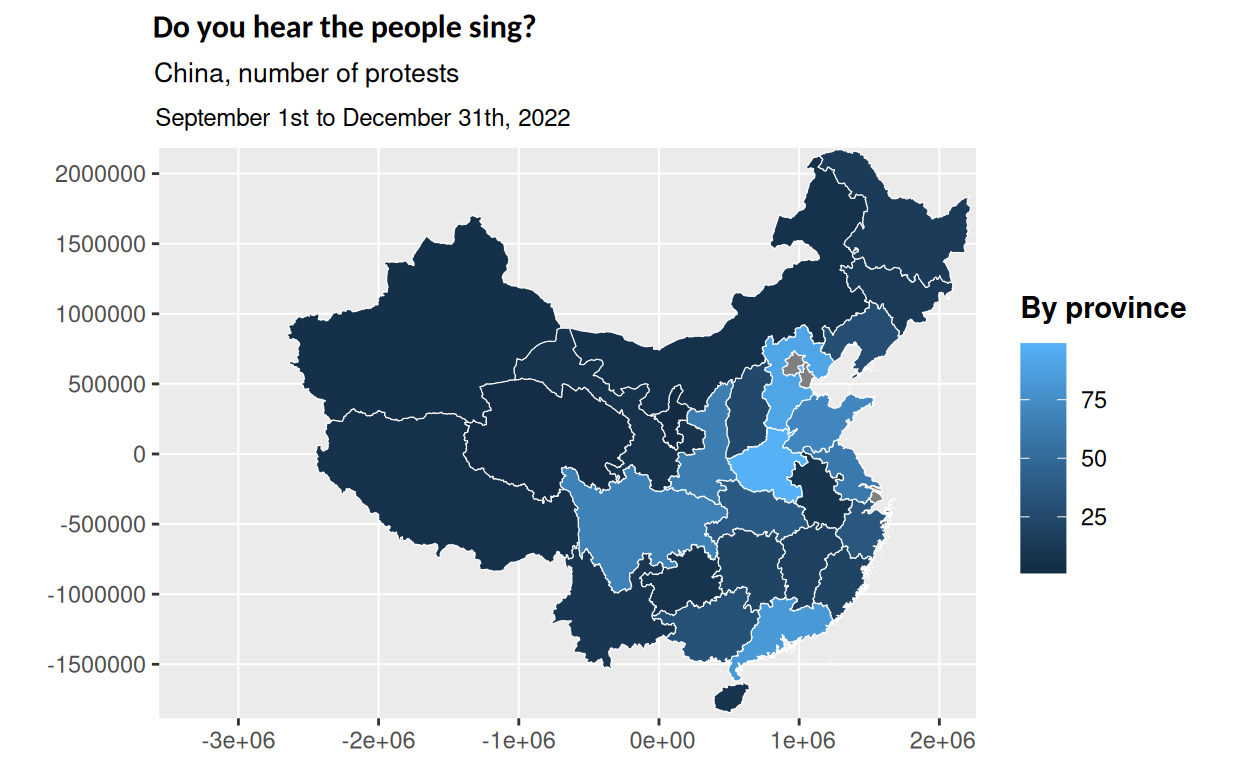 Do you hear the people sing?
China, number of protests
September 1st to December 31th, 2022
2000000
1500000
1000000
500000
0
-500000
-1000000
-1500000
-3e+06 -2e+06 -1e+06 0e+00 1e+06 2e+06
By province
75
50
25